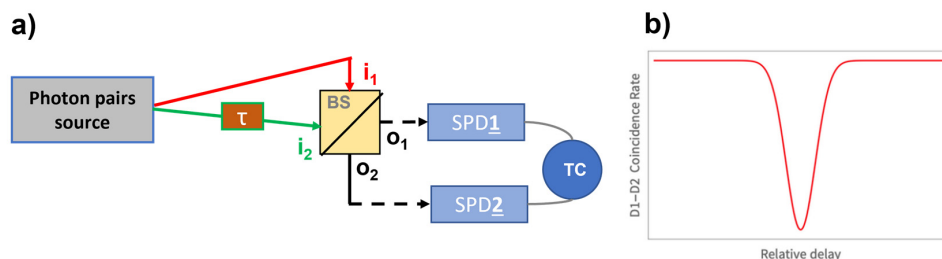 a)
Photon pairs
source
τ
i1
i2
BS
o1
o2
SPD1
SPD2
TC
b)
D1–D2 Coincidence Rate
Relative delay